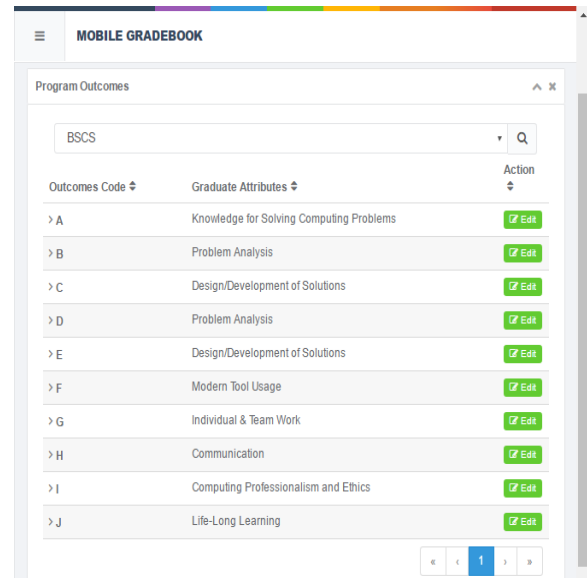 MOBILE GRADEBOOK
Program Outcomes
BSCS
Outcomes Code Graduate Attributes Action
A Knowledge for Solving Computing Problems Edit
B Problem Analysis Edit
C Design/Development of Solutions Edit
D Problem Analysis Edit
E Design/Development of Solutions Edit
F Modern Tool Usage Edit
G Individual & Team Work Edit
H Communication Edit
I Computing Professionalism and Ethics Edit
J Life-Long Learning Edit
« ‹ 1 › »